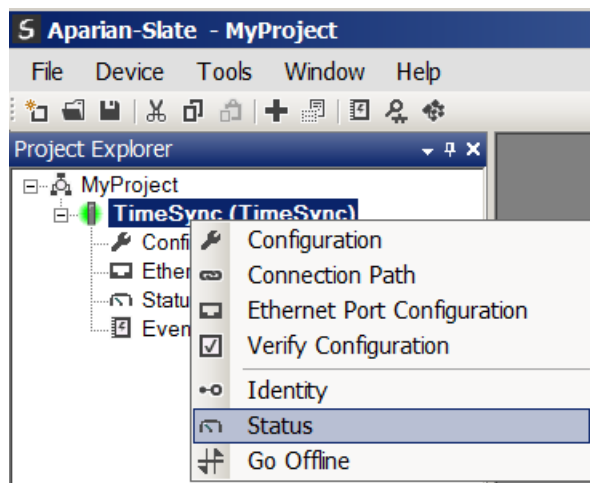 Aparian-Slate - MyProject
File Device Tools Window Help
Project Explorer
MyProject
TimeSync (TimeSync)
Confi
Ether
Statu
Even
Configuration
Connection Path
Ethernet Port Configuration
Verify Configuration
Identity
Status
Go Offline